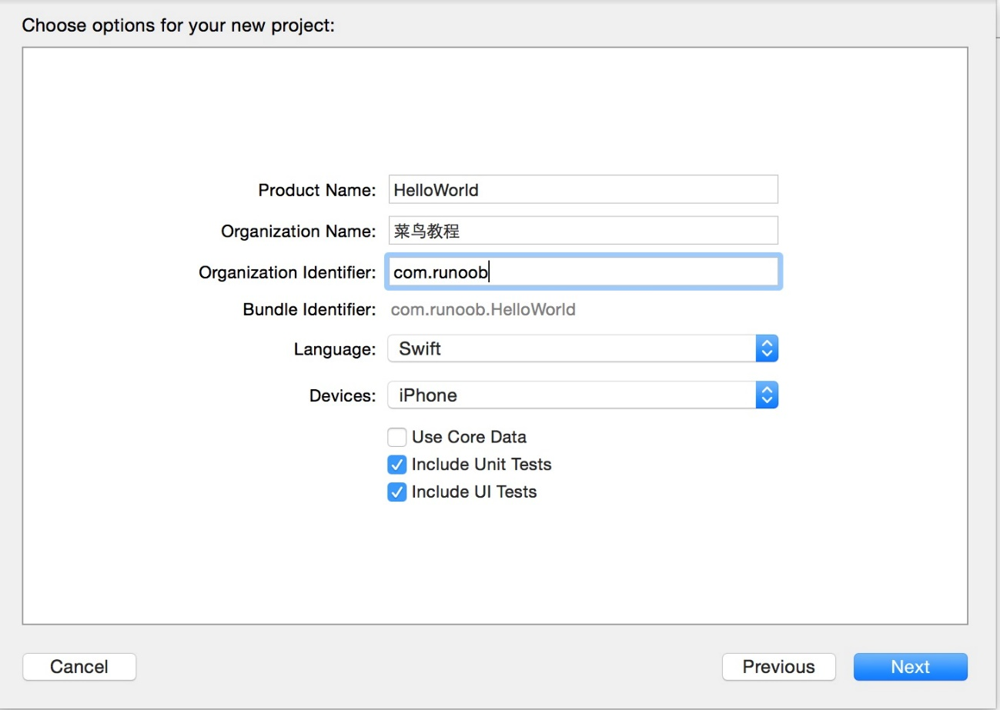 Choose options for your new project:
Product Name: HelloWorld
Organization Name: 菜鸟教程
Organization Identifier: com.runoob
Bundle Identifier: com.runoob.HelloWorld
Language: Swift
Devices: iPhone
Use Core Data
Include Unit Tests
Include UI Tests
Cancel Previous Next